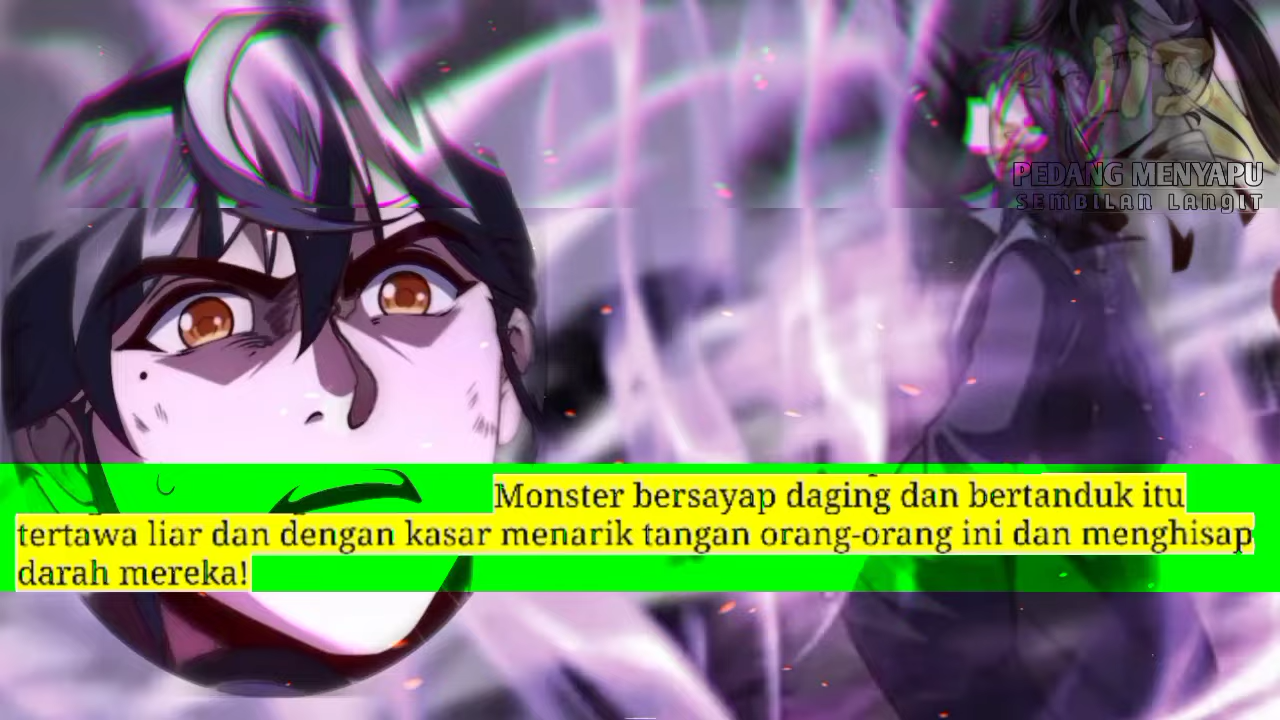 PEDANG MENYAPU
SEMBILAN LANGIT
Monster bersayap daging dan bertanduk itu
tertawa liar dan dengan kasar menarik tangan orang-orang ini dan menghisap
darah mereka!